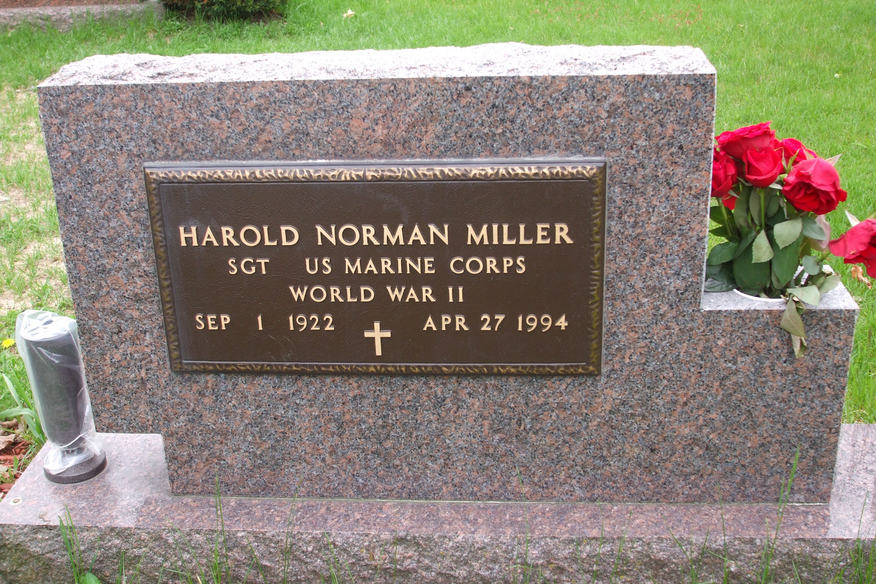 HAROLD NORMAN MILLER
SGT US MARINE CORPS
WORLD WAR II
SEP 1 1922 APR 27 1994